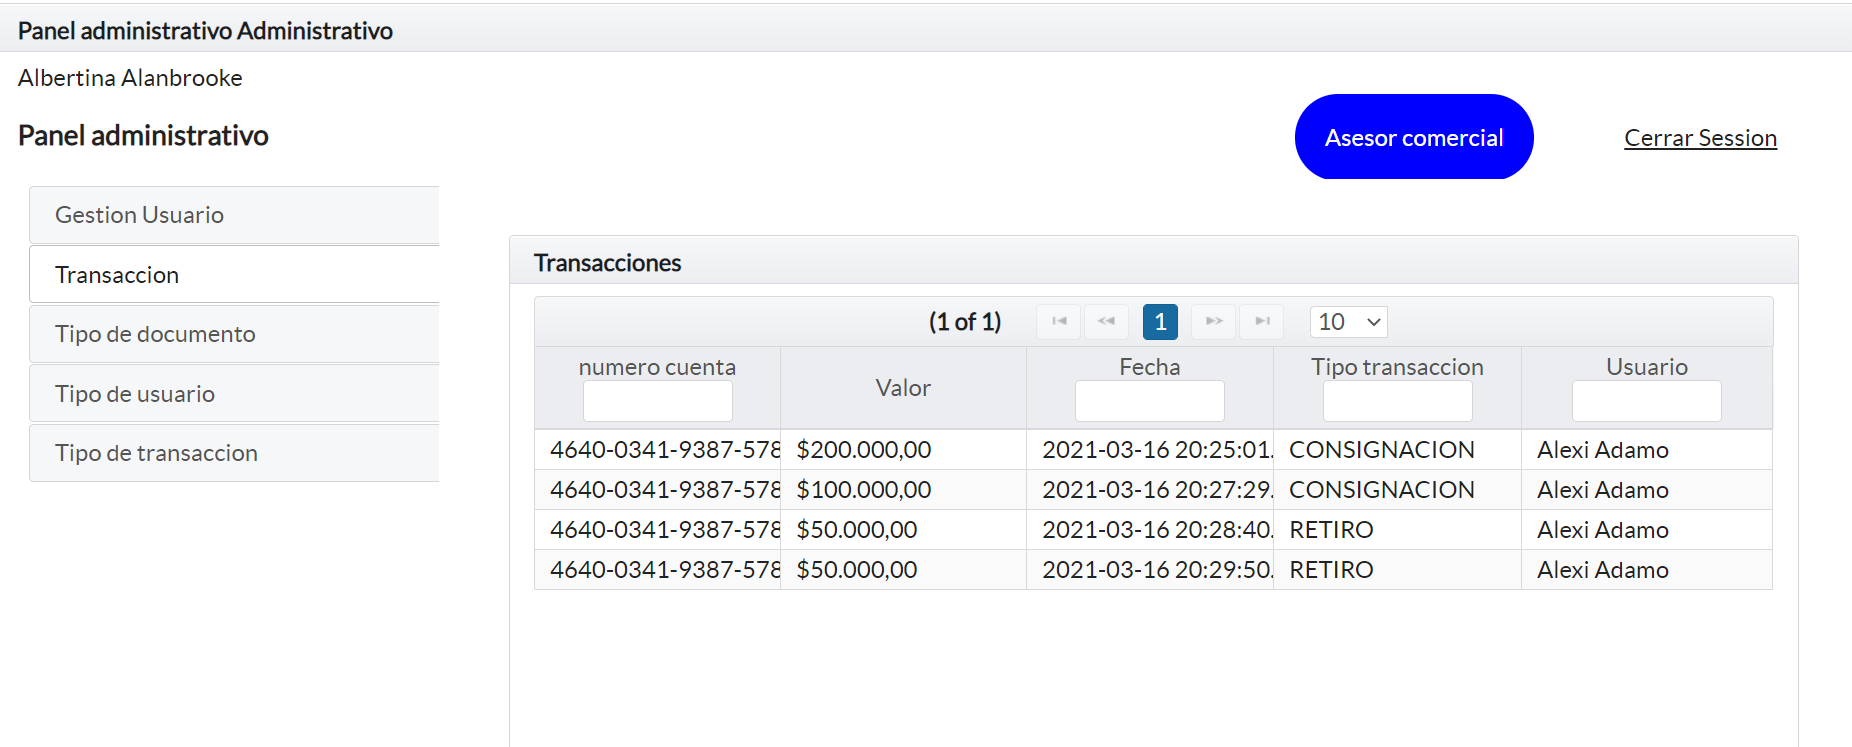 Panel administrativo Administrativo
Albertina Alanbrooke
Panel administrativo
Asesor comercial
Cerrar Session
Gestion Usuario
Transaccion
Tipo de documento
Tipo de usuario
Tipo de transaccion
Transacciones
(1 of 1) 1 10
numero cuenta Valor Fecha Tipo transaccion Usuario
4640-0341-9387-578 $200.000,00 2021-03-16 20:25:01. CONSIGNACION Alexi Adamo
4640-0341-9387-578 $100.000,00 2021-03-16 20:27:29. CONSIGNACION Alexi Adamo
4640-0341-9387-578 $50.000,00 2021-03-16 20:28:40. RETIRO Alexi Adamo
4640-0341-9387-578 $50.000,00 2021-03-16 20:29:50. RETIRO Alexi Adamo